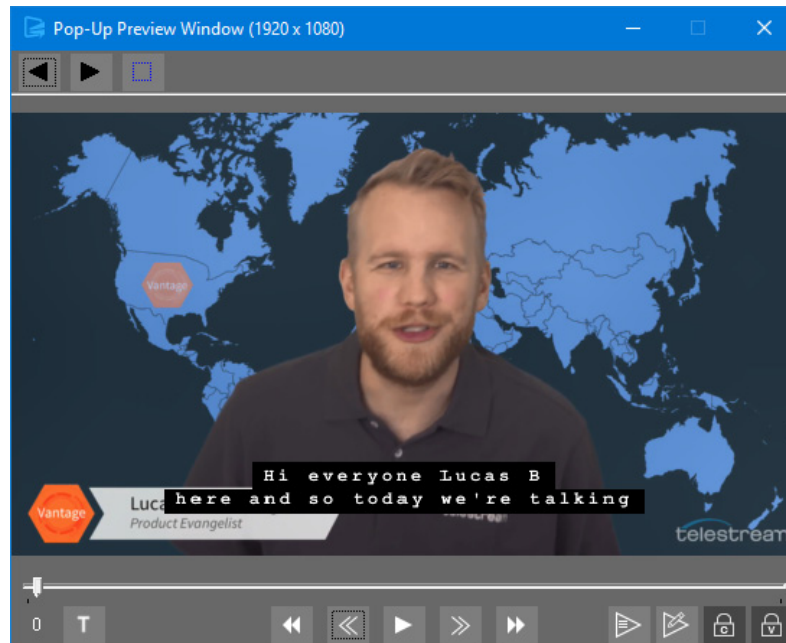 Pop-Up Preview Window (1920 x 1080)
Vantage
Hi everyone Lucas B
here and so today we're talking
Vantage
Product Evangelist
telestream
0
T
C
V